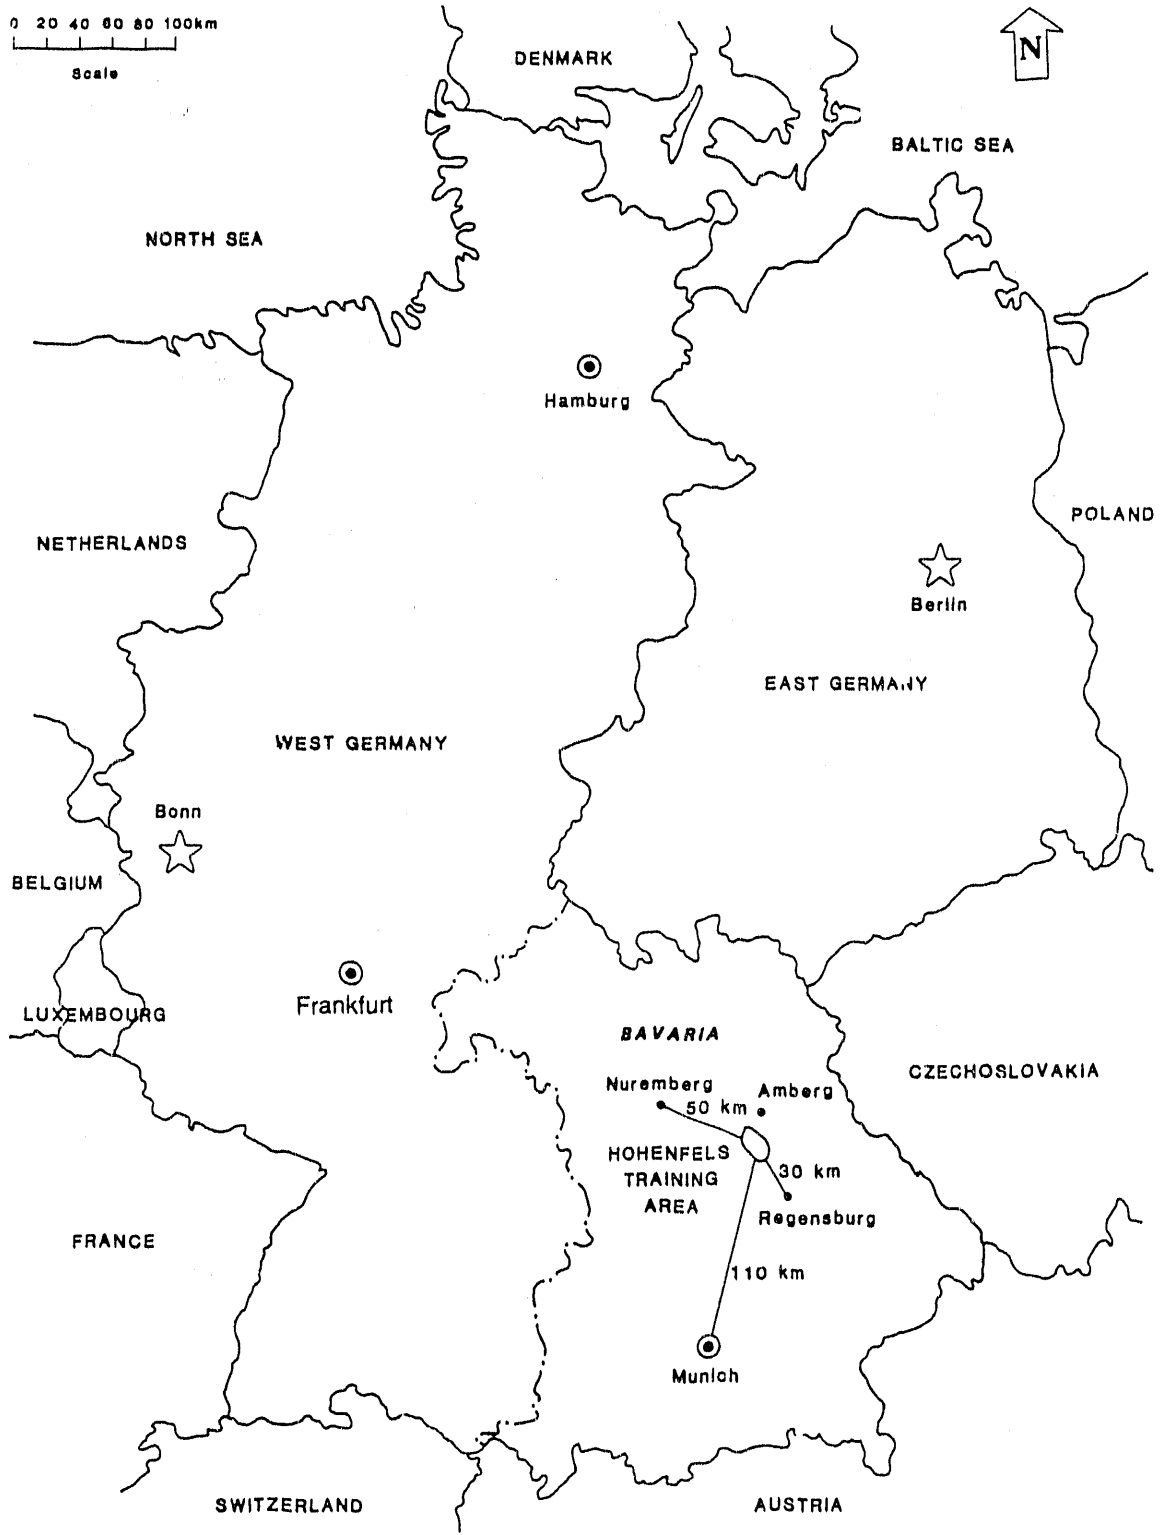 0 20 40 60 80 100km
Scale
N
DENMARK
BALTIC SEA
NORTH SEA
Hamburg
NETHERLANDS
POLAND
Berlin
EAST GERMANY
WEST GERMANY
Bonn
BELGIUM
Frankfurt
LUXEMBOURG
BAVARIA
CZECHOSLOVAKIA
Nuremberg
Amberg
50 km
HOHENFELS
TRAINING
AREA
30 km
Regensburg
FRANCE
110 km
Munich
SWITZERLAND
AUSTRIA